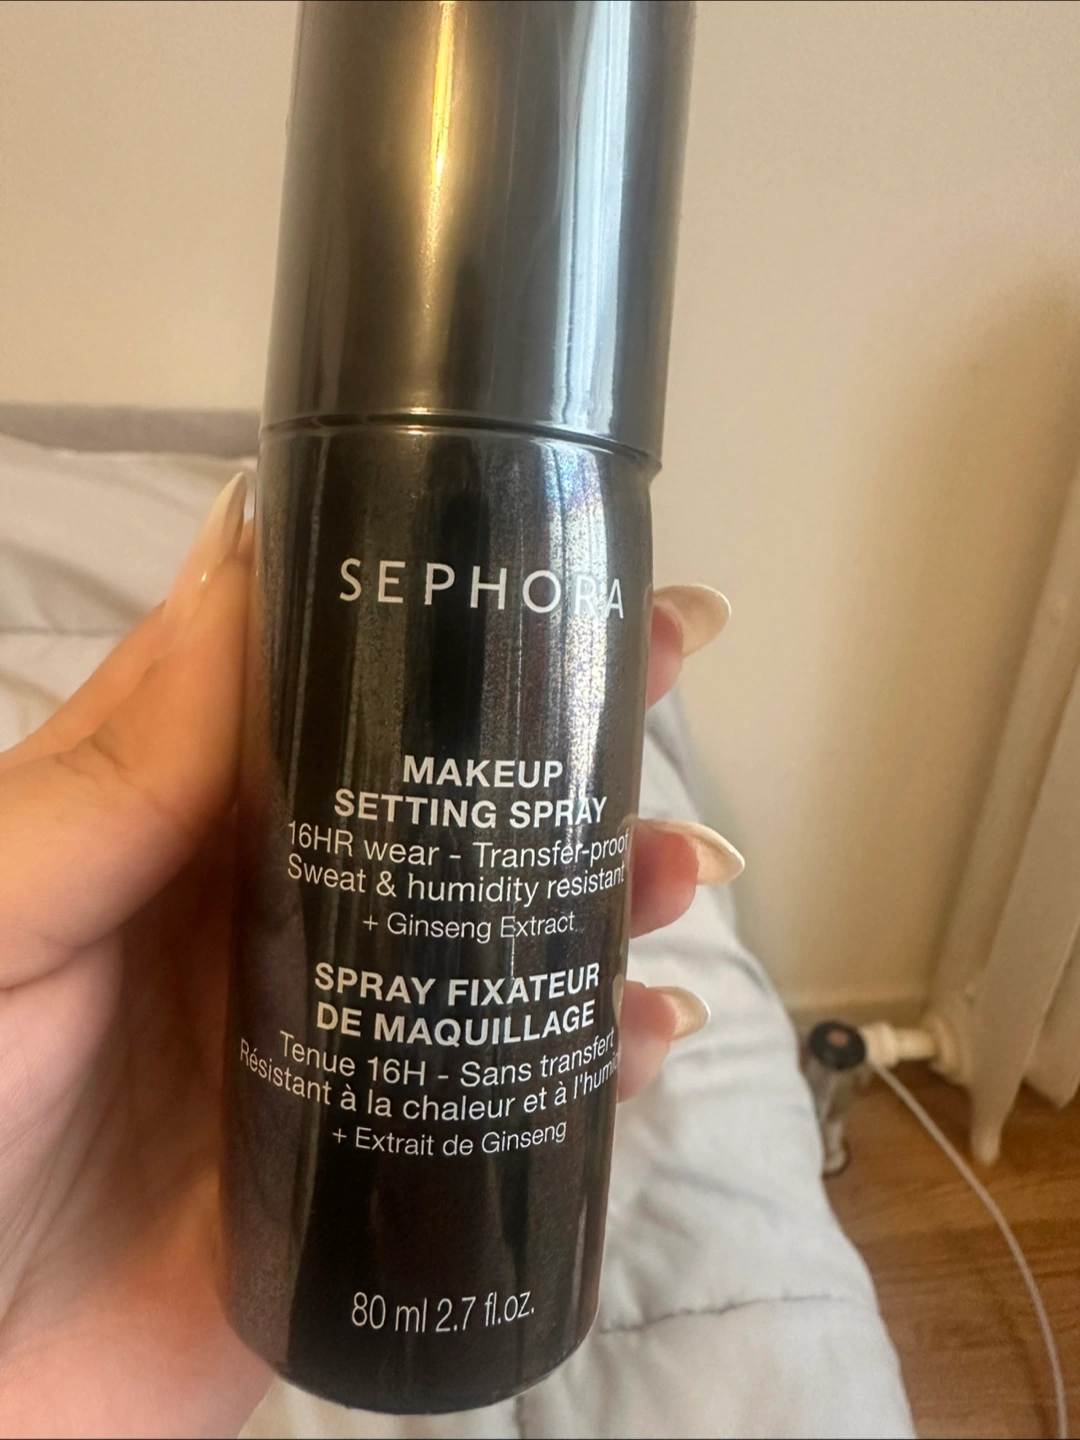 SEPHORA
MAKEUP
SETTING SPRAY
16HR wear - Transfer-proof
Sweat & humidity resistant
+ Ginseng Extract
SPRAY FIXATEUR
DE MAQUILLAGE
Tenue 16H - Sans transfert
Résistant à la chaleur et à
+ Extrait de Ginseng
80 ml 2.7 fl.oz.